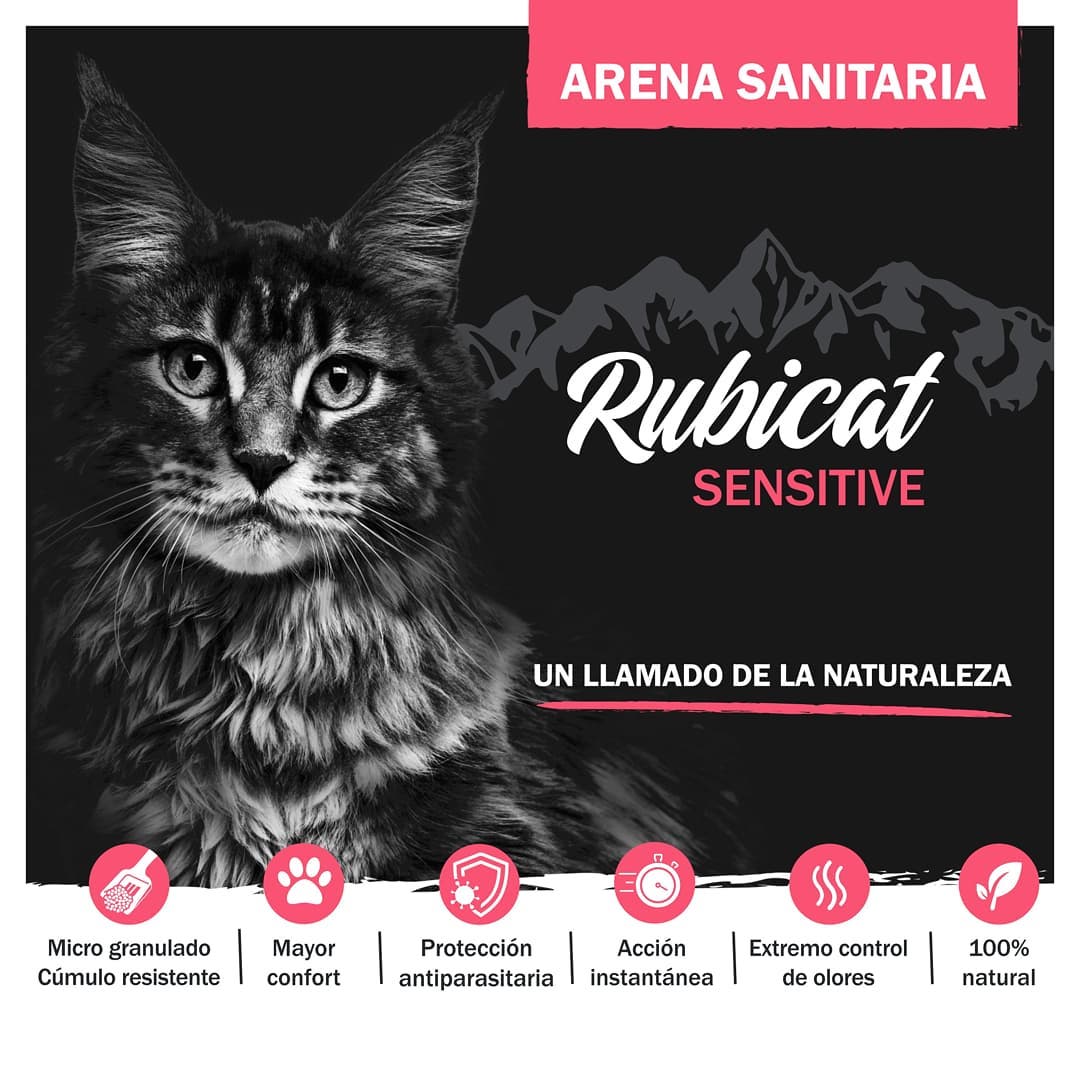 ARENA SANITARIA
Rubicat
SENSITIVE
UN LLAMADO DE LA NATURALEZA
Micro granulado
Cúmulo resistente
Mayor
confort
Protección
antiparasitaria
Acción
instantánea
Extremo control
de olores
100%
natural